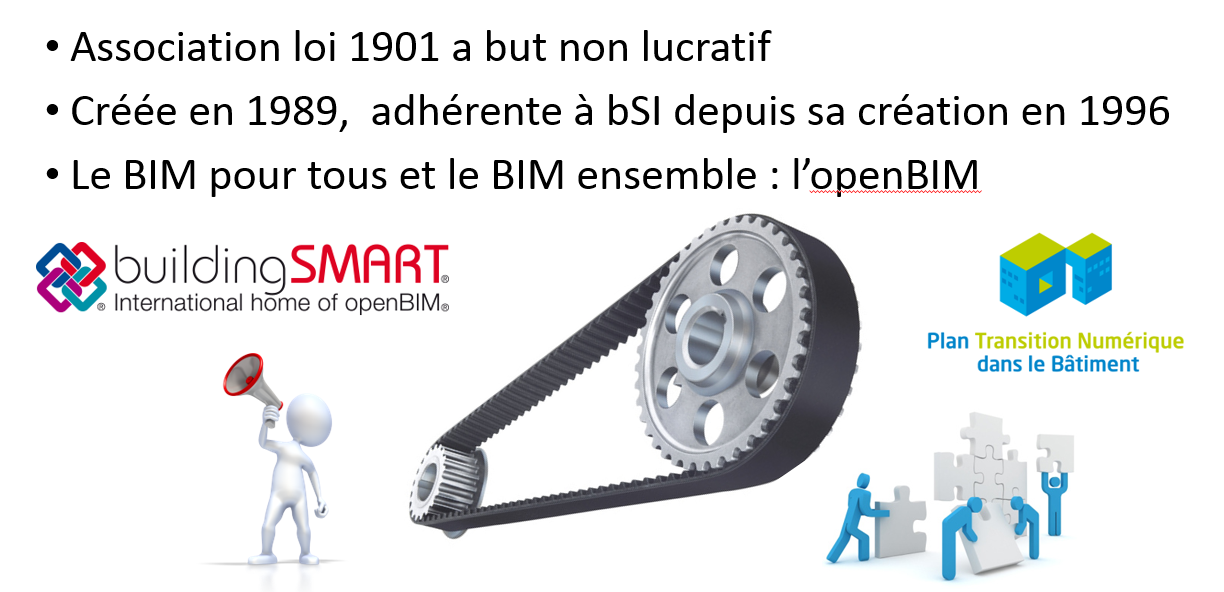 • Association loi 1901 a but non lucratif
• Créée en 1989, adhérente à bSI depuis sa création en 1996
• Le BIM pour tous et le BIM ensemble : l’openBIM
buildingSMART®
®International home of openBIM®
Plan Transition Numérique
dans le Bâtiment